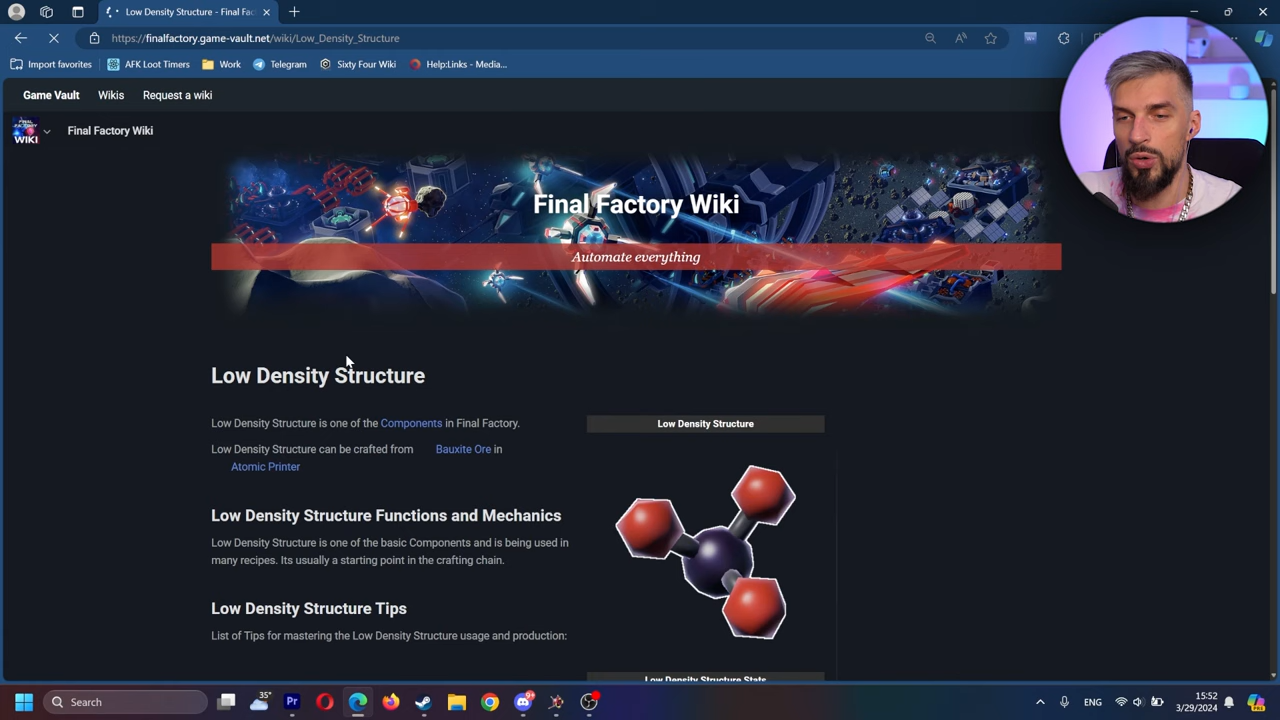 Low Density Structure - Final Fac
https://finalfactory.game-vault.net/wiki/Low_Density_Structure
Import favorites
AFK Loot Timers
Work
Telegram
Sixty Four Wiki
Help:Links - Media...
Game Vault
Wikis
Request a wiki
FINAL FACTORY WIKI
Final Factory Wiki
Final Factory Wiki
Automate everything
Low Density Structure
Low Density Structure is one of the Components in Final Factory.
Low Density Structure can be crafted from Bauxite Ore in
Atomic Printer
Low Density Structure Functions and Mechanics
Low Density Structure is one of the basic Components and is being used in
many recipes. Its usually a starting point in the crafting chain.
Low Density Structure Tips
List of Tips for mastering the Low Density Structure usage and production:
Low Density Structure
Low Density Structure Stats
Search
35°
Pr
9+
ENG
15:52
3/29/2024
PRE